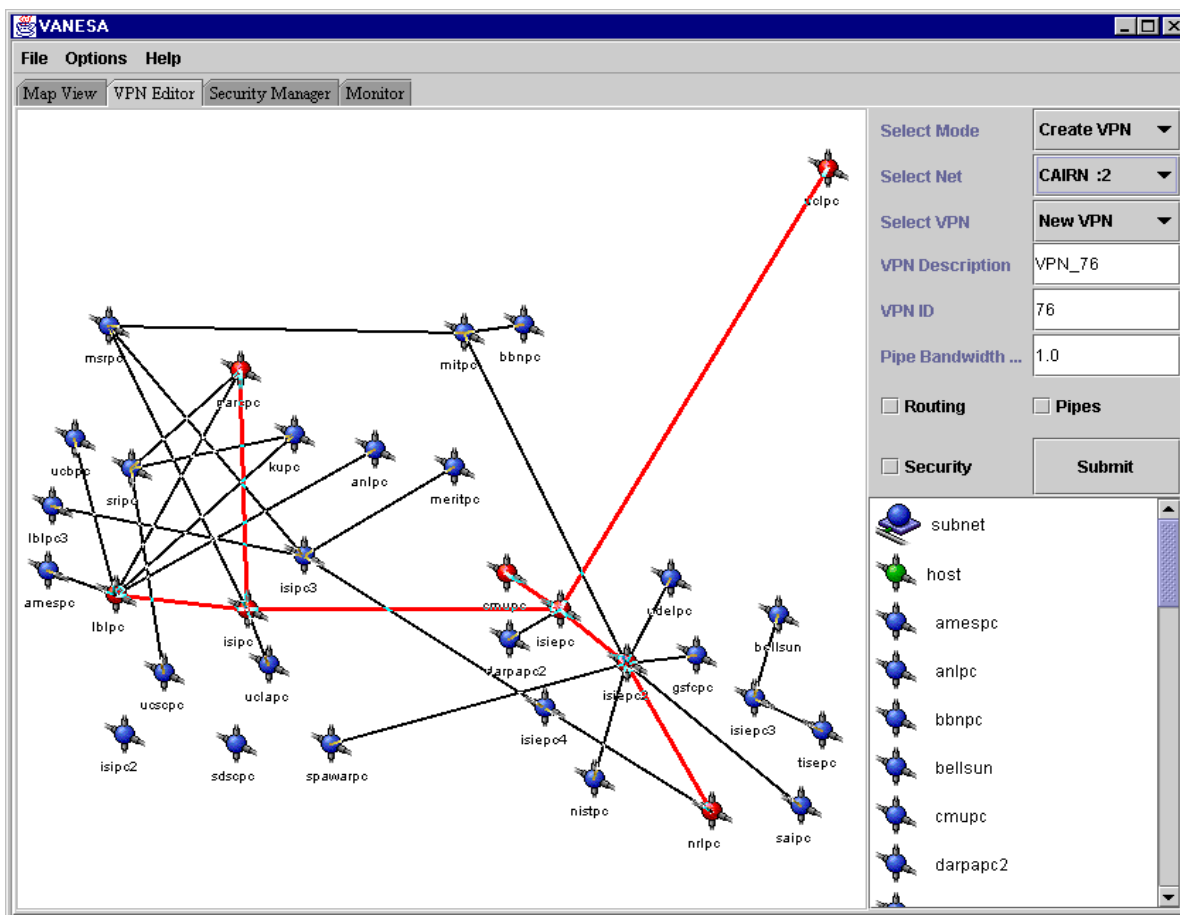 VANESA
File Options Help
Map View VPN Editor Security Manager Monitor
Select Mode Create VPN
Select Net CAIRN :2
Select VPN New VPN
VPN Description VPN_76
VPN ID 76
Pipe Bandwidth ... 1.0
Routing Pipes
Security Submit
subnet
host
amespc
anlpc
bbnpc
bellsun
cmupc
darpapc2
msrpc
mitpc
bbnpc
ucbpc
sripc
kupc
anlpc
meritpc
lblpc3
amespc
lblpc
isipc
isipc3
cmupc
isiepc
udelpc
bellsun
darpapc2
isiepc2
gsfcpc
ucscpc
uclapc
isiepc4
isiepc3
tisepc
isipc2
sdscpc
spawarpc
nistpc
nrlpc
saipc